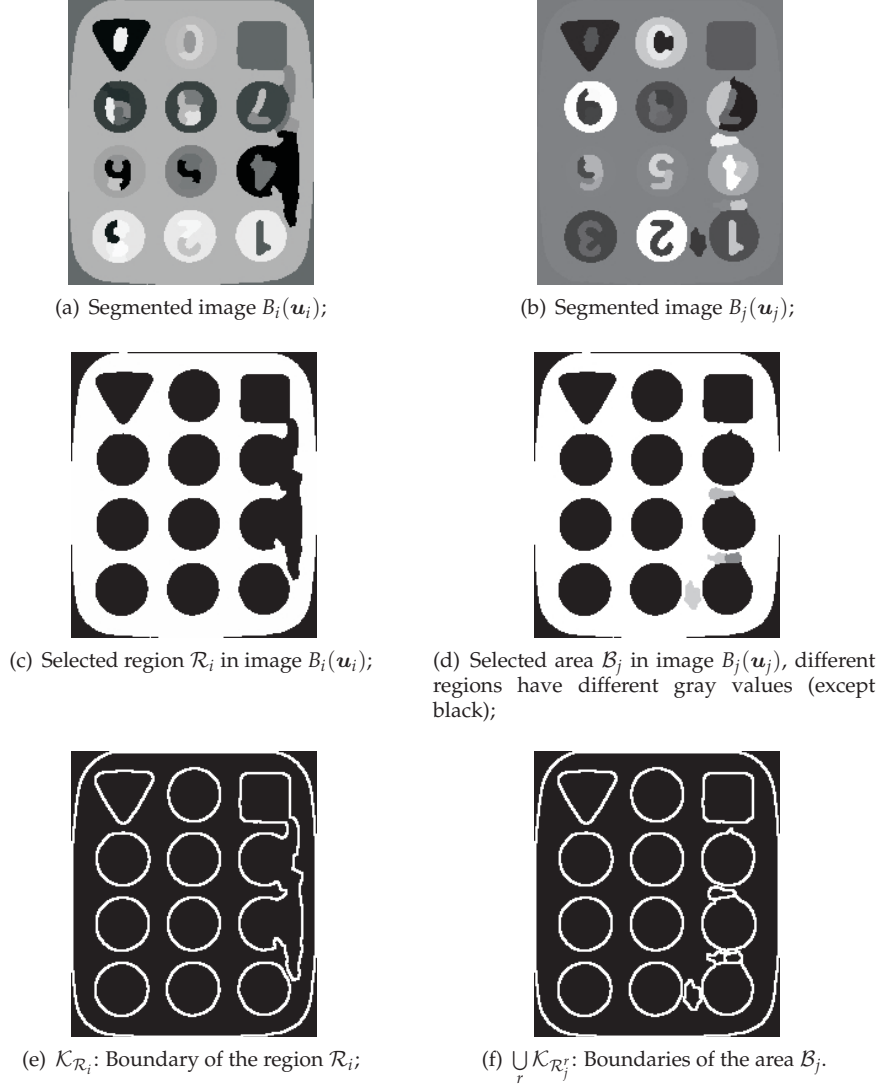 (a) Segmented image B_i(u_i);
(b) Segmented image B_j(u_j);
(c) Selected region R_i in image B_i(u_i);
(d) Selected area B_j in image B_j(u_j), different
regions have different gray values (except
black);
(e) K_{R_i}: Boundary of the region R_i;
(f) ⋃_r K_{R_j^r}: Boundaries of the area B_j.